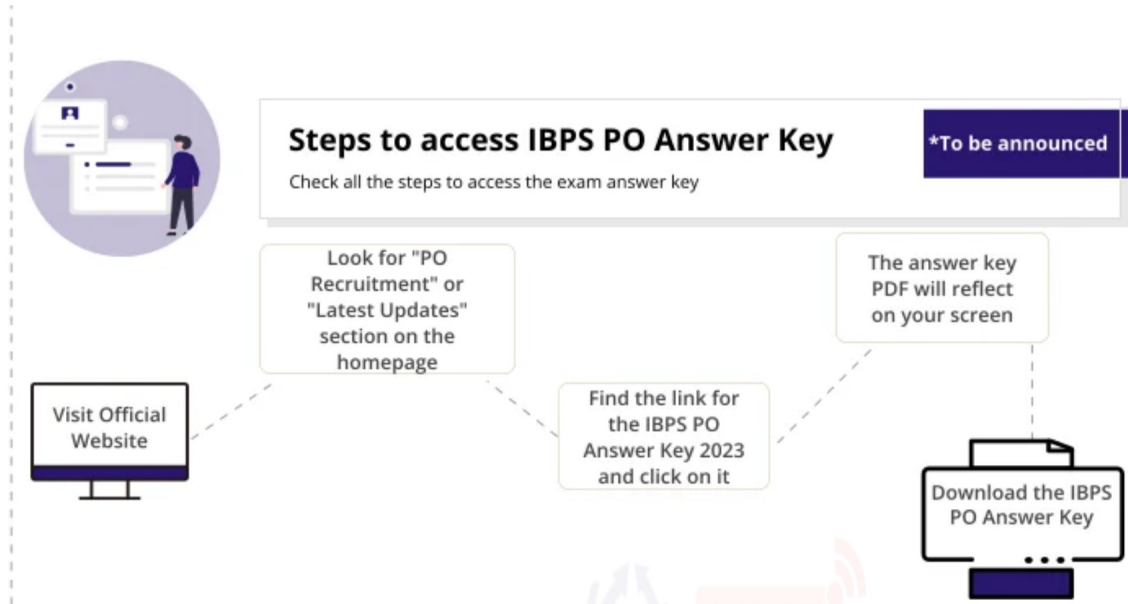 Steps to access IBPS PO Answer Key
*To be announced
Check all the steps to access the exam answer key
Visit Official
Website
Look for "PO
Recruitment" or
"Latest Updates"
section on the
homepage
Find the link for
the IBPS PO
Answer Key 2023
and click on it
The answer key
PDF will reflect
on your screen
Download the IBPS
PO Answer Key